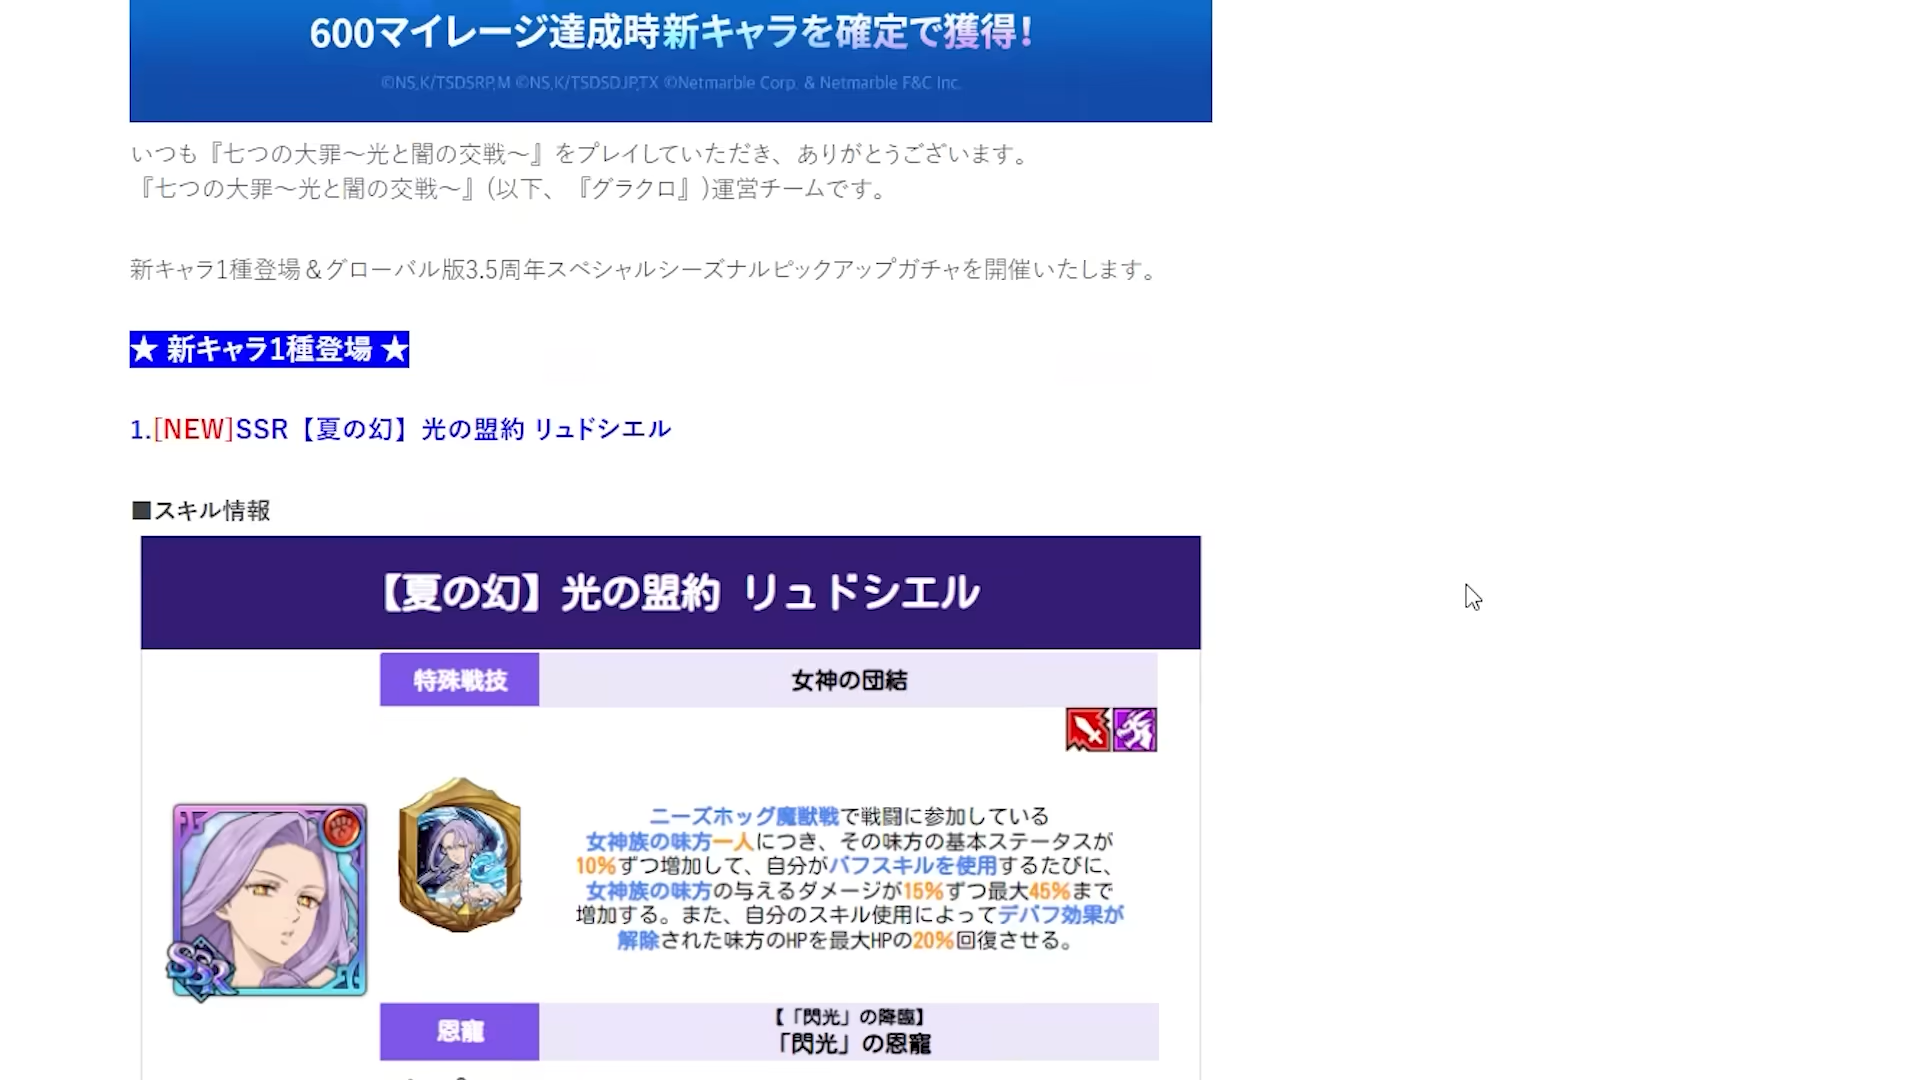 600マイレージ達成時新キャラを確定で獲得!
©NS,K/TSDSRP,M ©NS,K/TSDSDJP,TX ©Netmarble Corp. & Netmarble F&C Inc.
いつも『七つの大罪～光と闇の交戦～』をプレイしていただき、ありがとうございます。
『七つの大罪～光と闇の交戦～』(以下、『グラクロ』)運営チームです。
新キャラ1種登場＆グローバル版3.5周年スペシャルシーズナルピックアップガチャを開催いたします。
★ 新キャラ1種登場 ★
1.[NEW]SSR【夏の幻】光の盟約 リュドシエル
■スキル情報
【夏の幻】光の盟約 リュドシエル
特殊戦技
女神の団結
ニーズホッグ魔獣戦で戦闘に参加している
女神族の味方一人につき、その味方の基本ステータスが
10%ずつ増加して、自分がバフスキルを使用するたびに、
女神族の味方の与えるダメージが15%ずつ最大45%まで
増加する。また、自分のスキル使用によってデバフ効果が
解除された味方のHPを最大HPの20%回復させる。
SSR
恩寵
【「閃光」の降臨】
「閃光」の恩寵